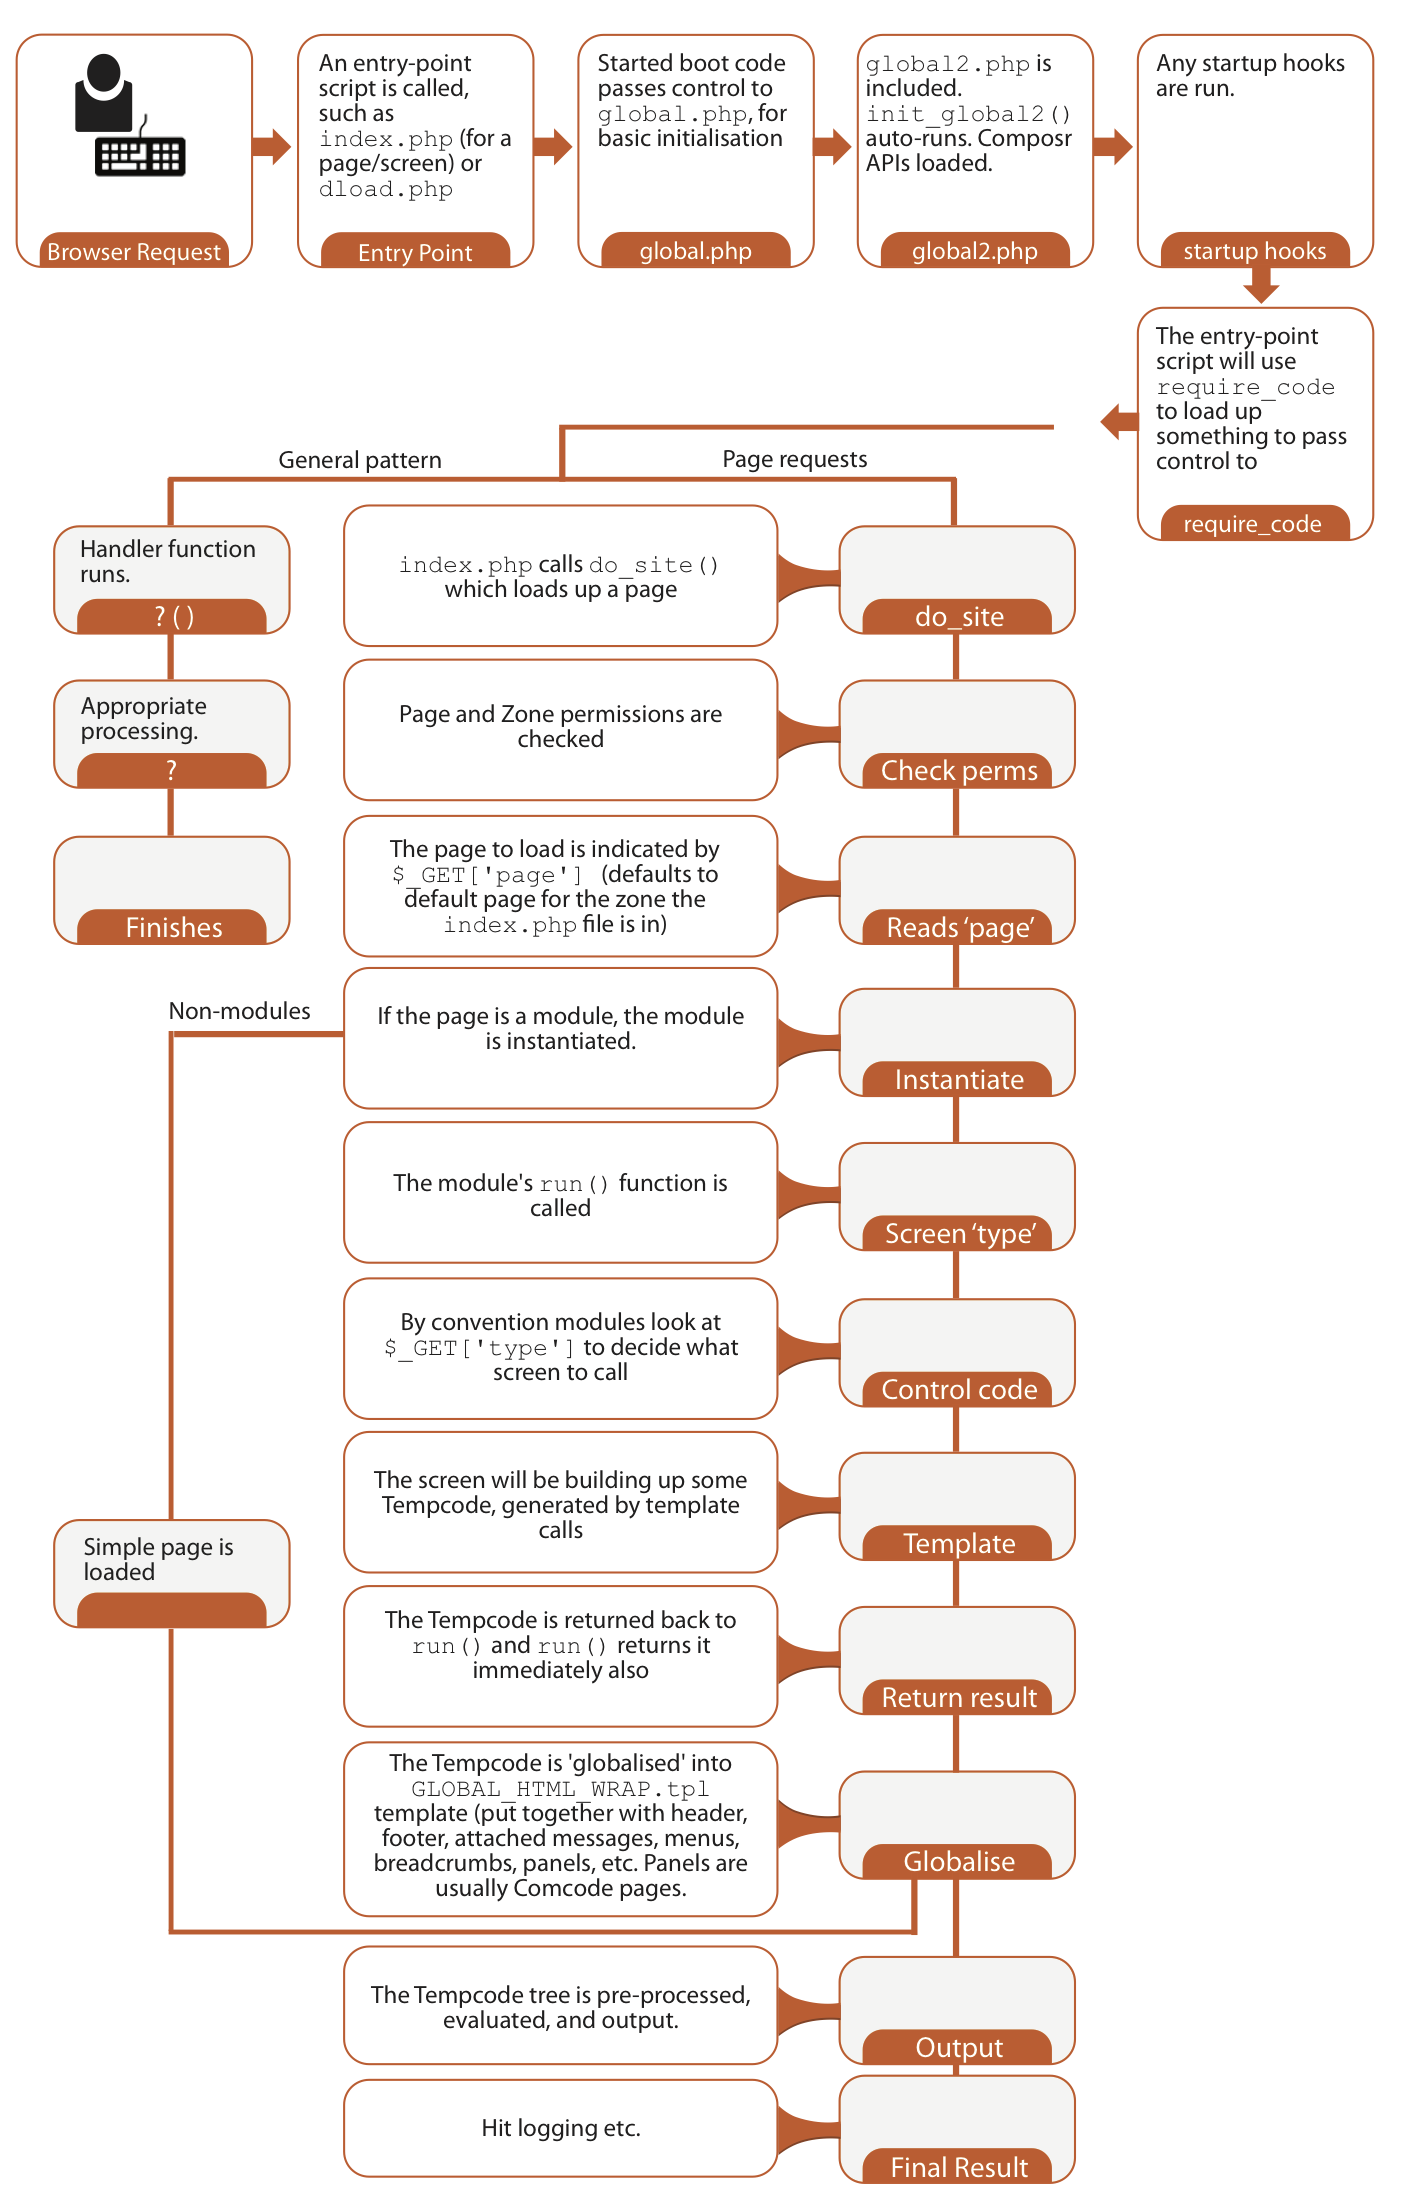 An entry-point
script is called,
such as
index.php (for a
page/screen) or
dload.php
Started boot code
passes control to
global.php, for
basic initialisation
global2.php is
included.
init_global2()
auto-runs. Composr
APIs loaded.
Any startup hooks
are run.
Browser Request
Entry Point
global.php
global2.php
startup hooks
The entry-point
script will use
require_code
to load up
something to pass
control to
require_code
General pattern
Page requests
Handler function
runs.
? ( )
index.php calls do_site()
which loads up a page
do_site
Appropriate
processing.
?
Page and Zone permissions are
checked
Check perms
Finishes
The page to load is indicated by
$_GET['page'] (defaults to
default page for the zone the
index.php file is in)
Reads ‘page’
Non-modules
If the page is a module, the module
is instantiated.
Instantiate
The module's run() function is
called
Screen ‘type’
By convention modules look at
$_GET['type'] to decide what
screen to call
Control code
The screen will be building up some
Tempcode, generated by template
calls
Template
Simple page is
loaded
The Tempcode is returned back to
run() and run() returns it
immediately also
Return result
The Tempcode is 'globalised' into
GLOBAL_HTML_WRAP.tpl
template (put together with header,
footer, attached messages, menus,
breadcrumbs, panels, etc. Panels are
usually Comcode pages.
Globalise
The Tempcode tree is pre-processed,
evaluated, and output.
Output
Hit logging etc.
Final Result